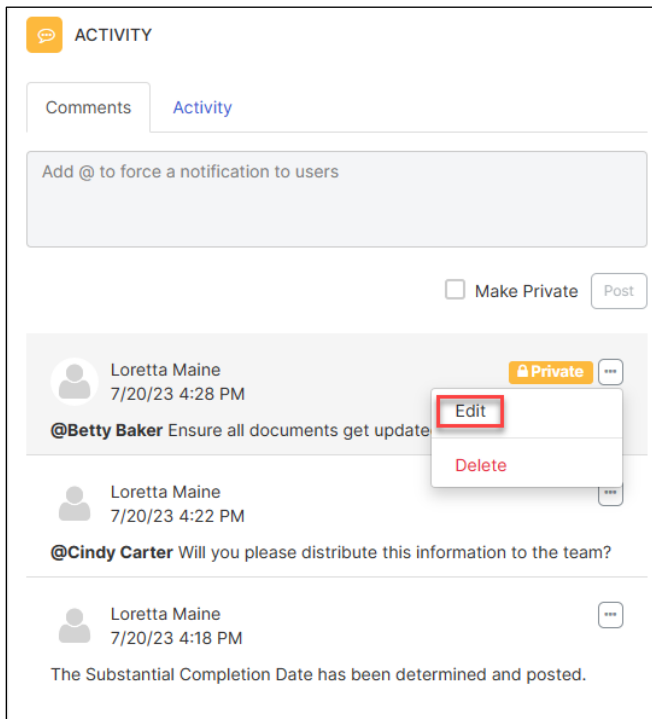 ACTIVITY
Comments Activity
Add @ to force a notification to users
Make Private Post
Loretta Maine Private
7/20/23 4:28 PM
Edit
@Betty Baker Ensure all documents get update
Delete
Loretta Maine
7/20/23 4:22 PM
@Cindy Carter Will you please distribute this information to the team?
Loretta Maine
7/20/23 4:18 PM
The Substantial Completion Date has been determined and posted.